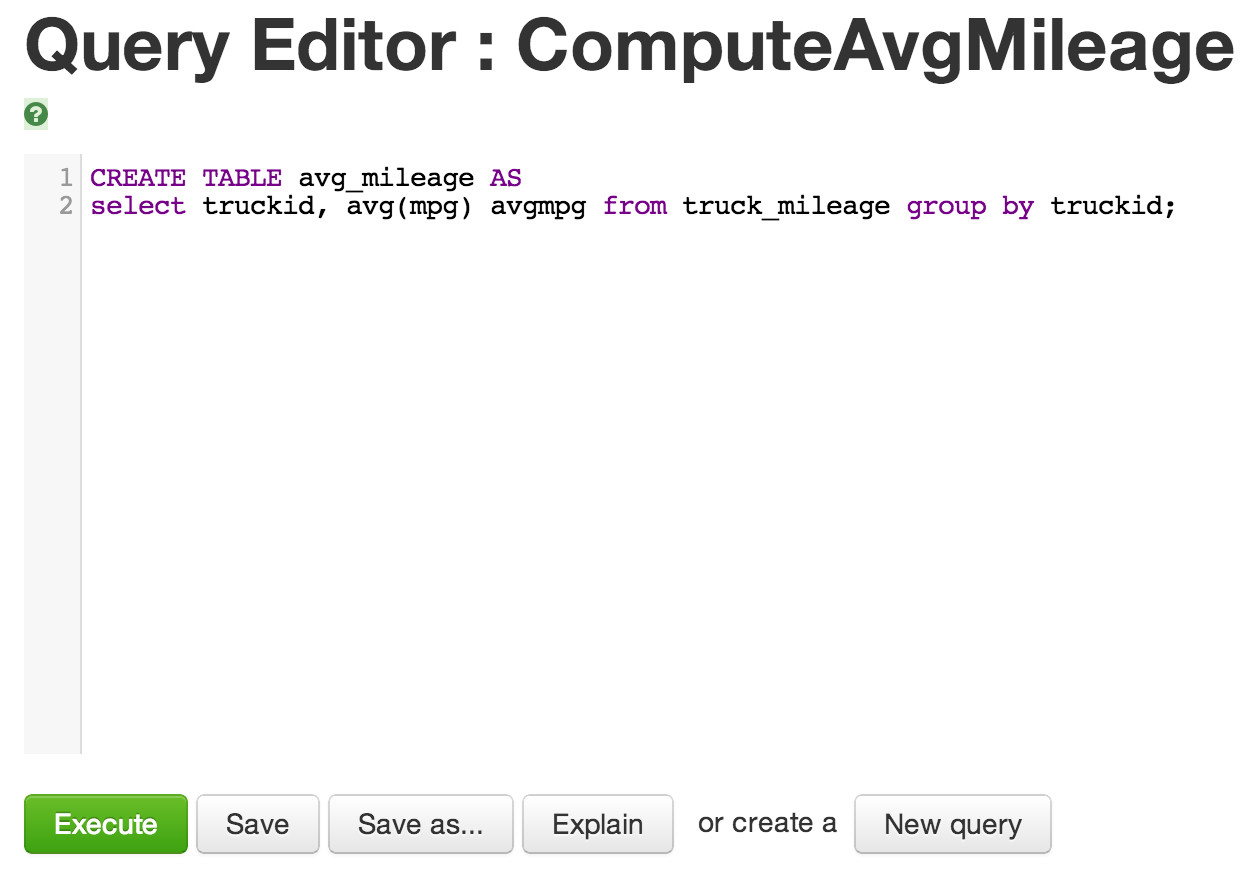 Query Editor : ComputeAvgMileage
?
1 CREATE TABLE avg_mileage AS
2 select truckid, avg(mpg) avgmpg from truck_mileage group by truckid;
Execute Save Save as... Explain or create a New query